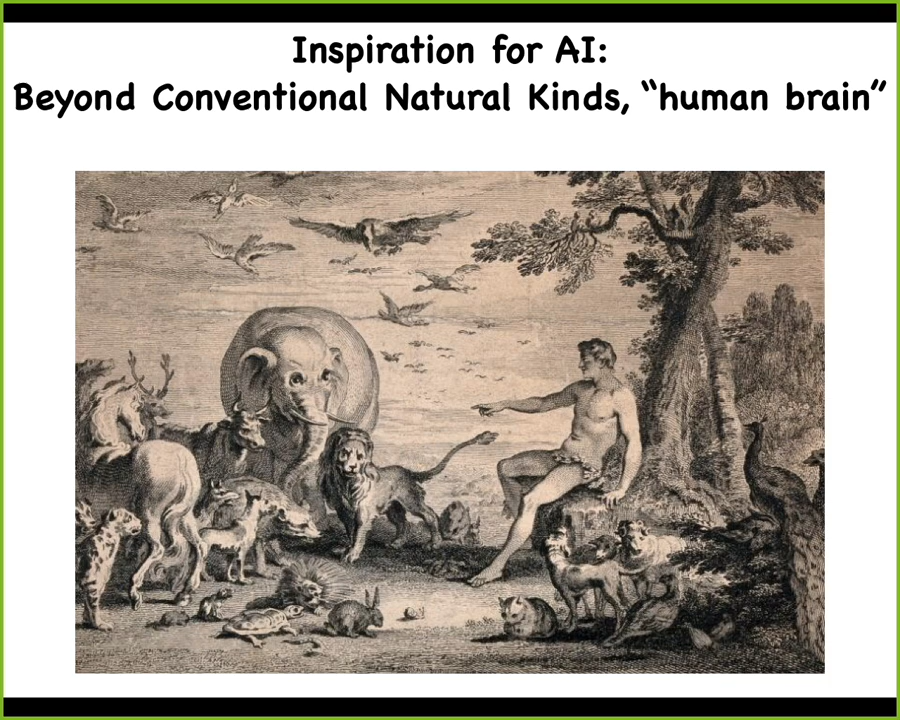 Inspiration for AI:
Beyond Conventional Natural Kinds, “human brain”